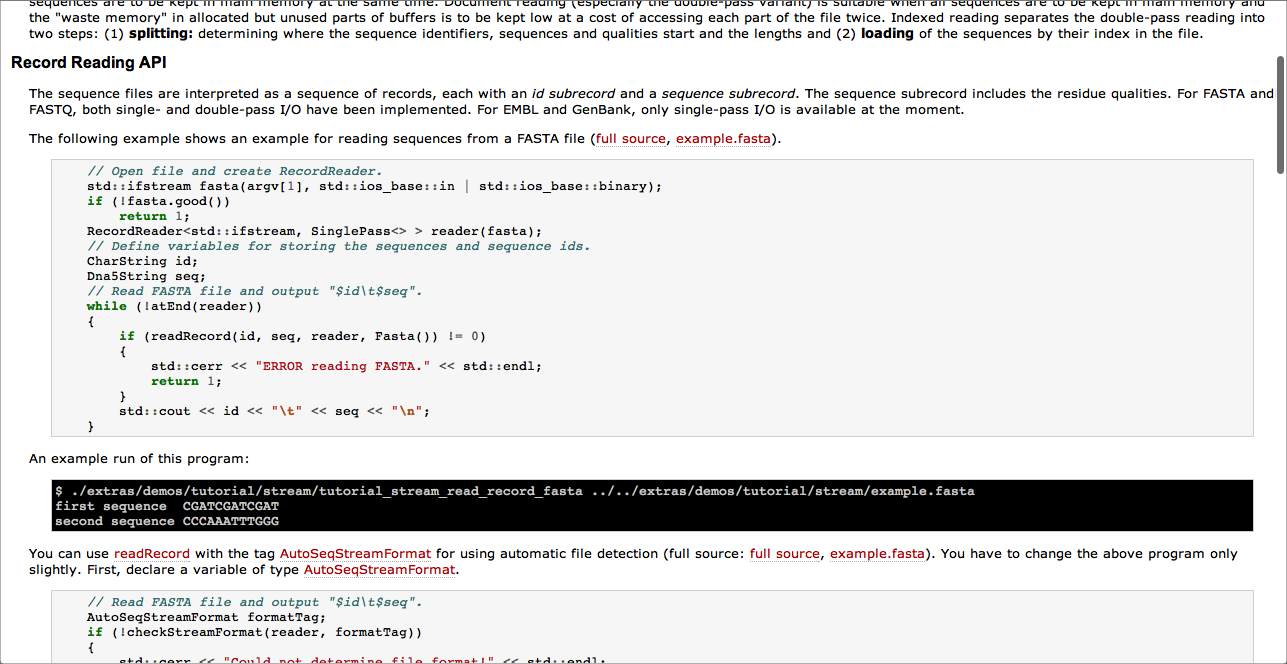 sequences are to be kept in main memory at the same time. Document reading (especially the double-pass variant) is suitable when all sequences are to be kept in main memory and
the "waste memory" in allocated but unused parts of buffers is to be kept low at a cost of accessing each part of the file twice. Indexed reading separates the double-pass reading into
two steps: (1) splitting: determining where the sequence identifiers, sequences and qualities start and the lengths and (2) loading of the sequences by their index in the file.
Record Reading API
The sequence files are interpreted as a sequence of records, each with an id subrecord and a sequence subrecord. The sequence subrecord includes the residue qualities. For FASTA and
FASTQ, both single- and double-pass I/O have been implemented. For EMBL and GenBank, only single-pass I/O is available at the moment.
The following example shows an example for reading sequences from a FASTA file (full source, example.fasta).
// Open file and create RecordReader.
std::ifstream fasta(argv[1], std::ios_base::in | std::ios_base::binary);
if (!fasta.good())
return 1;
RecordReader<std::ifstream, SinglePass<> > reader(fasta);
// Define variables for storing the sequences and sequence ids.
CharString id;
Dna5String seq;
// Read FASTA file and output "$id\t$seq".
while (!atEnd(reader))
{
if (readRecord(id, seq, reader, Fasta()) != 0)
{
std::cerr << "ERROR reading FASTA." << std::endl;
return 1;
}
std::cout << id << "\t" << seq << "\n";
}
An example run of this program:
$ ./extras/demos/tutorial/stream/tutorial_stream_read_record_fasta ../../extras/demos/tutorial/stream/example.fasta
first sequence  CGATCGATCGAT
second sequence CCCAAATTTGGG
You can use readRecord with the tag AutoSeqStreamFormat for using automatic file detection (full source: full source, example.fasta). You have to change the above program only
slightly. First, declare a variable of type AutoSeqStreamFormat.
// Read FASTA file and output "$id\t$seq".
AutoSeqStreamFormat formatTag;
if (!checkStreamFormat(reader, formatTag))
{
std::cerr << "Could not determine file format!" << std::endl;